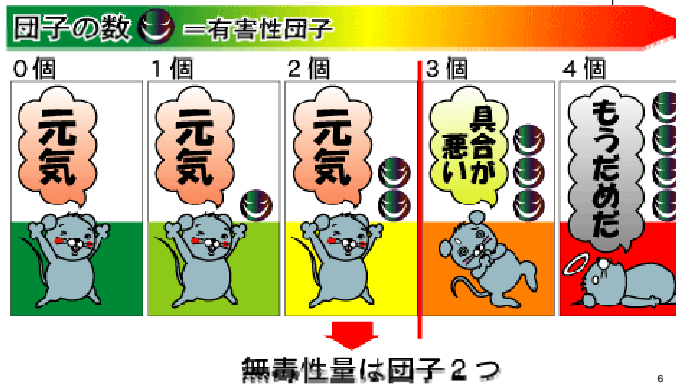 団子の数 =有害性団子
0個 1個 2個 3個 4個
元気
元気
元気
具合が
悪い
もうだめだ
無毒性量は団子2つ
6